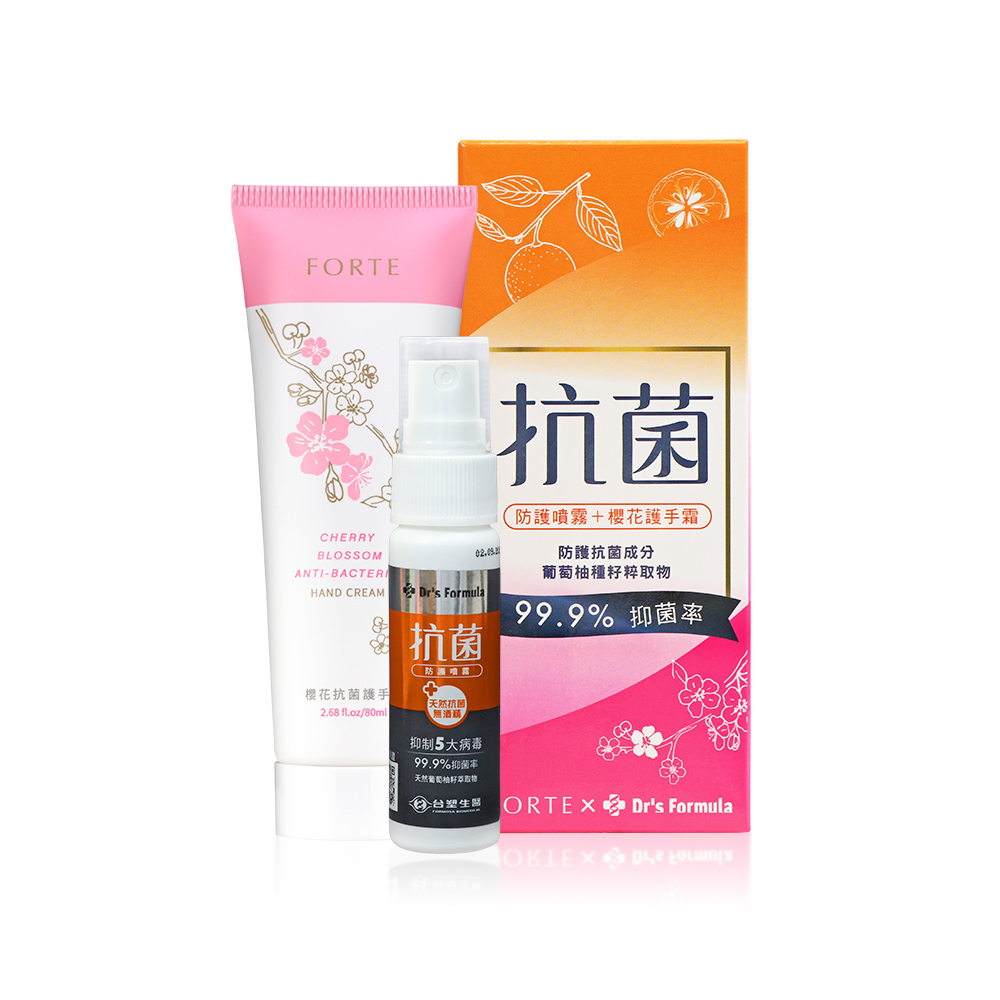 FORTE
CHERRY
BLOSSOM
HAND CREAM
櫻花抗菌護手
2.68 fl.oz/80ml
Dr's Formula
抗菌
防護噴霧
天然抗菌
無酒精
抑制5大病毒
99.9%抑菌率
天然葡萄柚籽萃取物
台塑生醫
FORMOSA BIOMEDICAL
抗菌
防護噴霧+櫻花護手霜
防護抗菌成分
葡萄柚種籽粹取物
99.9% 抑菌率
ORTE × Dr's Formula